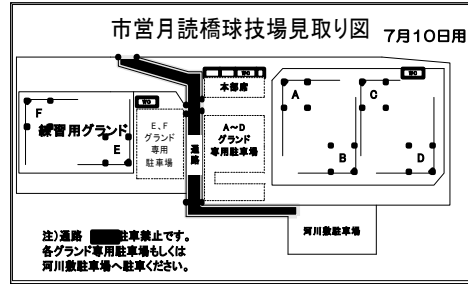 市営月読橋球技場見取り図 7月10日用
WC
本部席
WC
A
C
F
WC
練習用グランド
E
E、F
グランド
専用
駐車場
通路
A～D
グランド
専用駐車場
B
D
注)通路 駐車禁止です。
各グランド専用駐車場もしくは
河川敷駐車場へ駐車ください。
河川敷駐車場